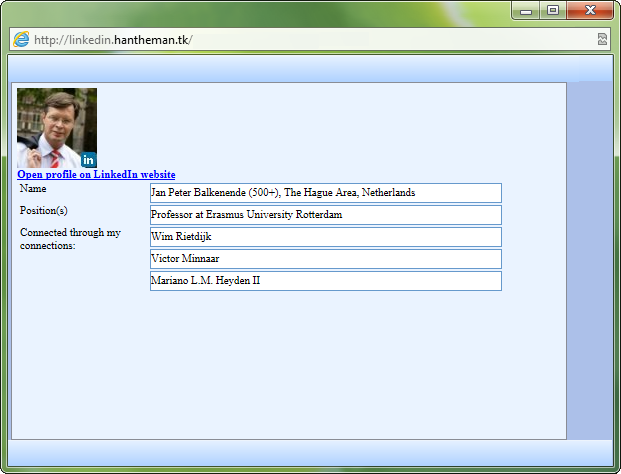 http://linkedin.hantheman.tk/
in
Open profile on LinkedIn website
Name
Jan Peter Balkenende (500+), The Hague Area, Netherlands
Position(s)
Professor at Erasmus University Rotterdam
Connected through my
connections:
Wim Rietdijk
Victor Minnaar
Mariano L.M. Heyden II